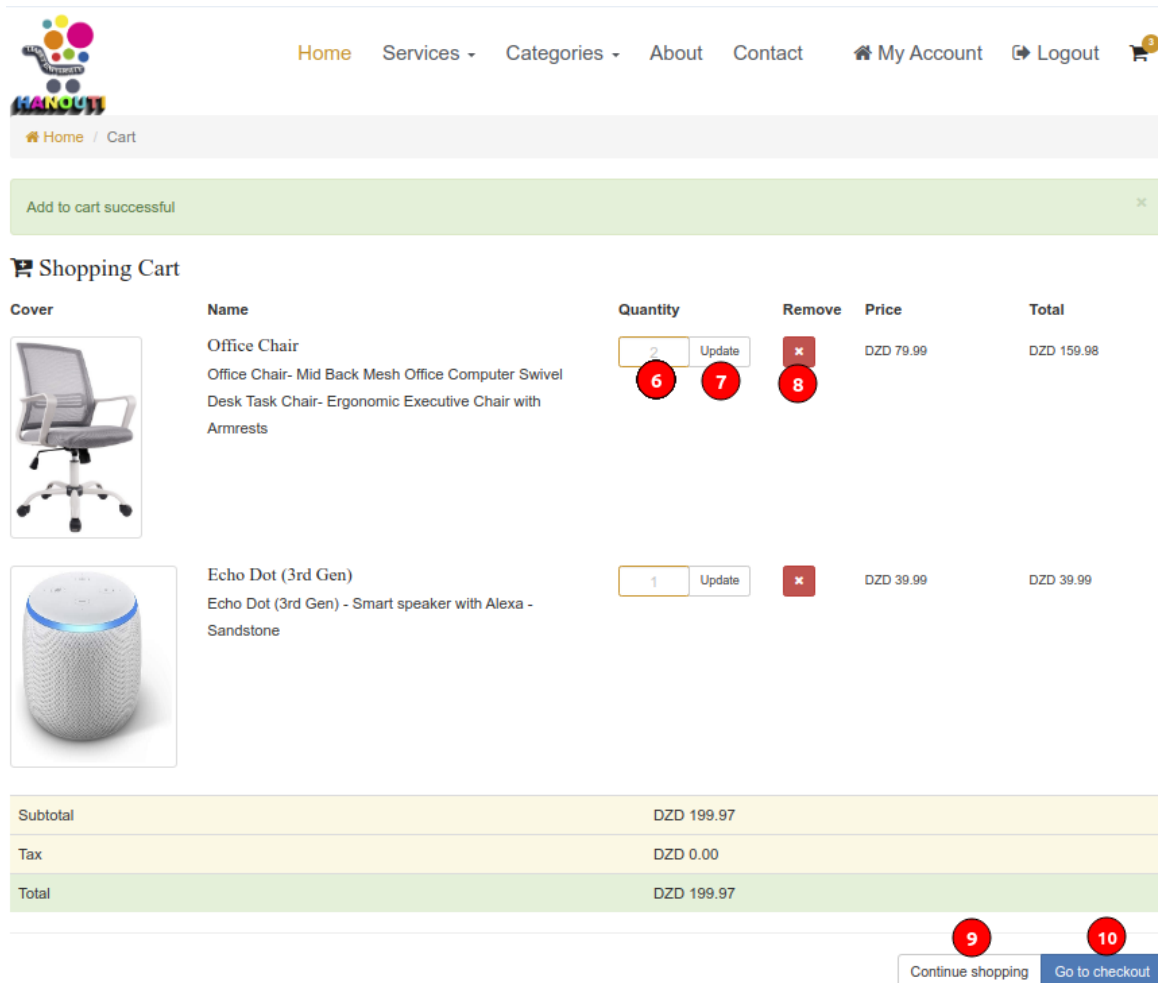 HANOUTI
Home Services Categories About Contact My Account Logout 3
Home / Cart
Add to cart successful ×
Shopping Cart
Cover Name Quantity Remove Price Total
Office Chair
2 Update × DZD 79.99 DZD 159.98
Office Chair- Mid Back Mesh Office Computer Swivel
6 7 8
Desk Task Chair- Ergonomic Executive Chair with
Armrests
Echo Dot (3rd Gen)
1 Update × DZD 39.99 DZD 39.99
Echo Dot (3rd Gen) - Smart speaker with Alexa -
Sandstone
Subtotal DZD 199.97
Tax DZD 0.00
Total DZD 199.97
9 10
Continue shopping Go to checkout